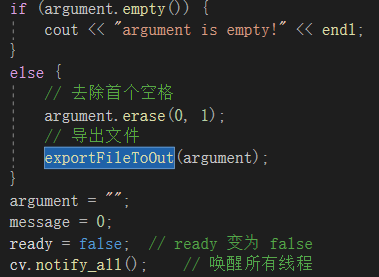 if (argument.empty()) {
cout << "argument is empty!" << endl;
}
else {
// 去除首个空格
argument.erase(0, 1);
// 导出文件
exportFileToOut(argument);
}
argument = "";
message = 0;
ready = false; // ready 变为 false
cv.notify_all(); // 唤醒所有线程